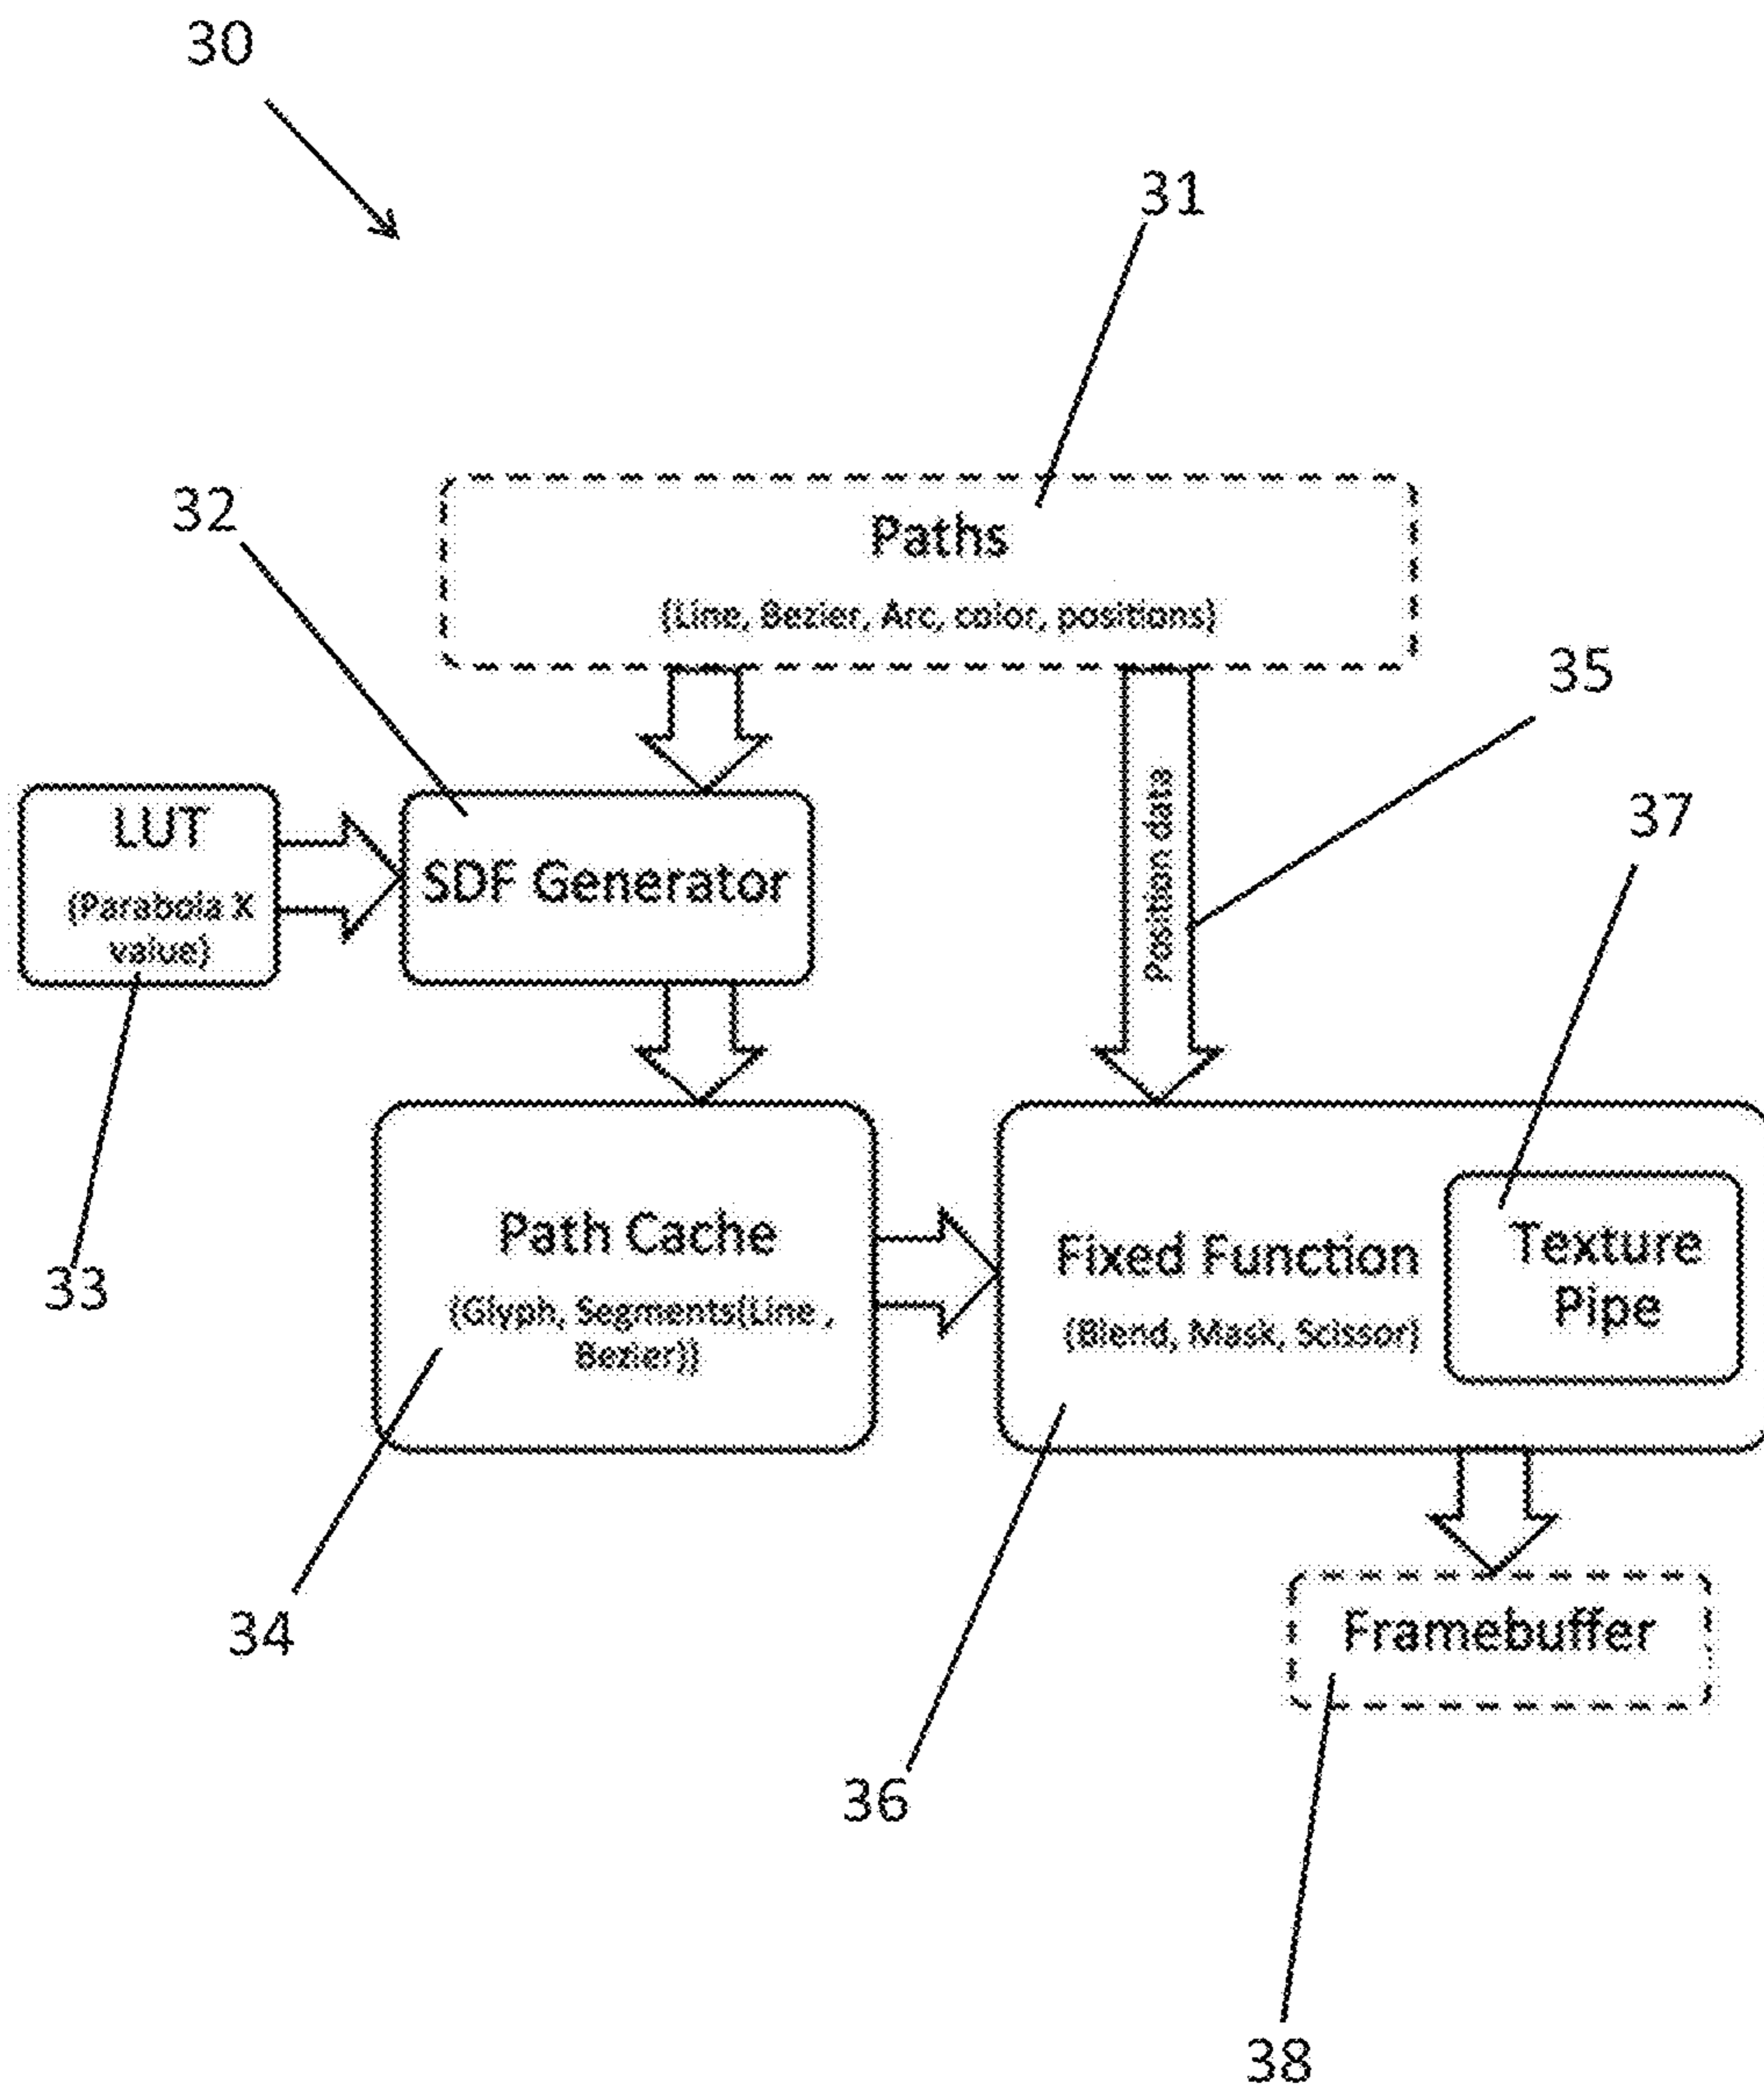 30
31
Paths
(Line, Bezier, Arc, color, positions)
32
35
Position data
37
LUT
(Parabola X
value)
SDF Generator
33
Path Cache
(Glyph, Segments(Line ,
Bezier))
Fixed Function
(Blend, Mask, Scissor)
Texture
Pipe
34
36
Framebuffer
38